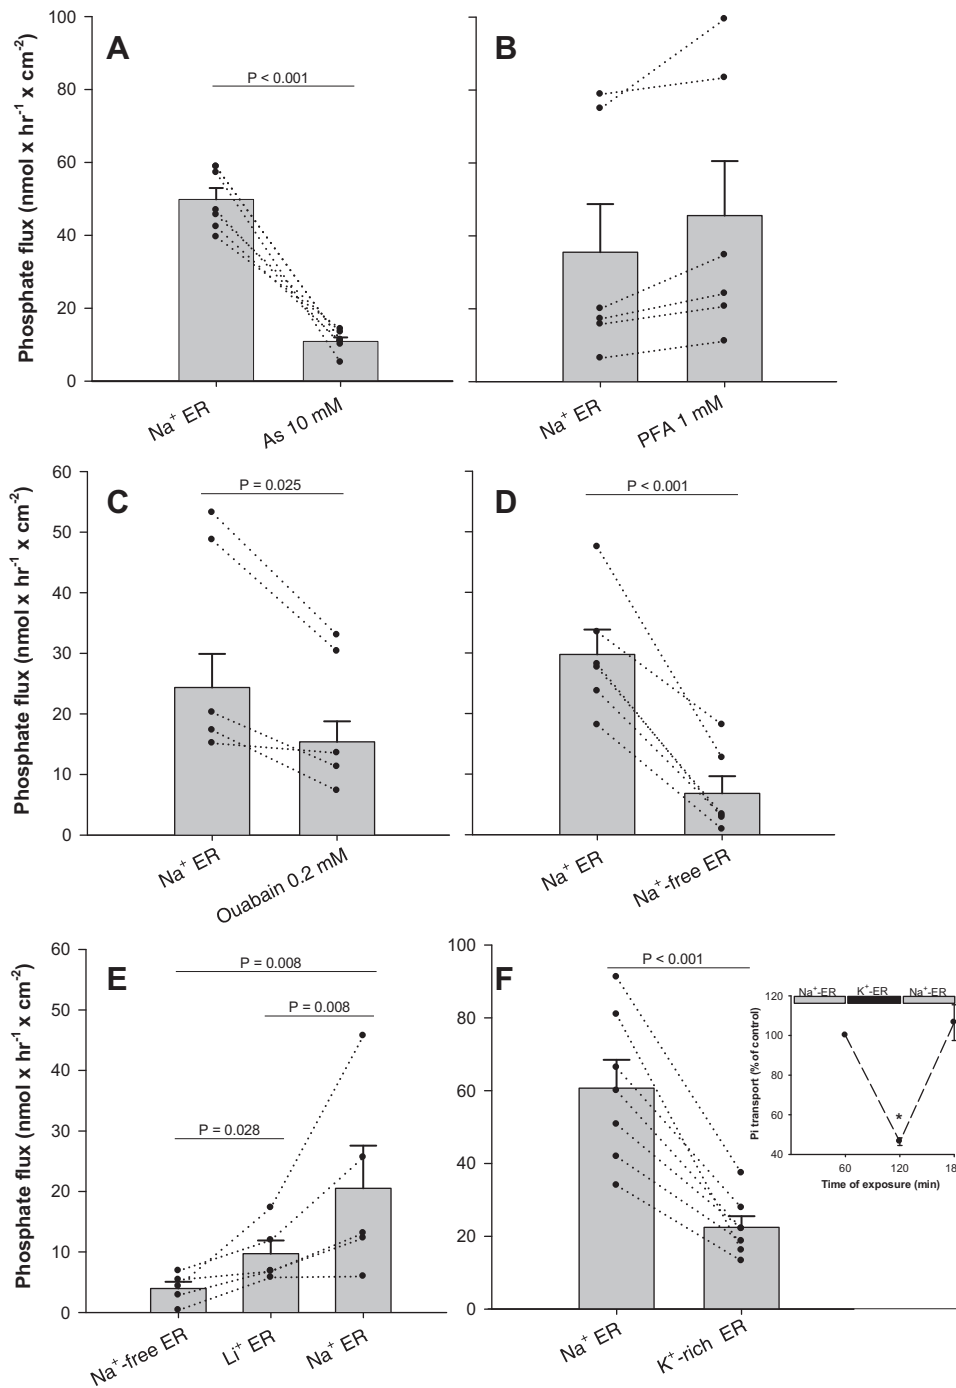 A
B
P < 0.001
Phosphate flux (nmol x hr-1 x cm-2)
100
80
60
40
20
0
Na+ ER
As 10 mM
Na+ ER
PFA 1 mM
C
D
P = 0.025
P < 0.001
Phosphate flux (nmol x hr-1 x cm-2)
60
50
40
30
20
10
0
Na+ ER
Ouabain 0.2 mM
Na+ ER
Na+-free ER
E
P = 0.008
P = 0.008
P = 0.028
Phosphate flux (nmol x hr-1 x cm-2)
60
50
40
30
20
10
0
Na+-free ER
Li+ ER
Na+ ER
F
P < 0.001
100
80
60
40
20
0
Na+ ER
K+-rich ER
Na+-ER K+-ER Na+-ER
Pi transport (% of control)
120
100
80
60
40
*
60 120 18
Time of exposure (min)